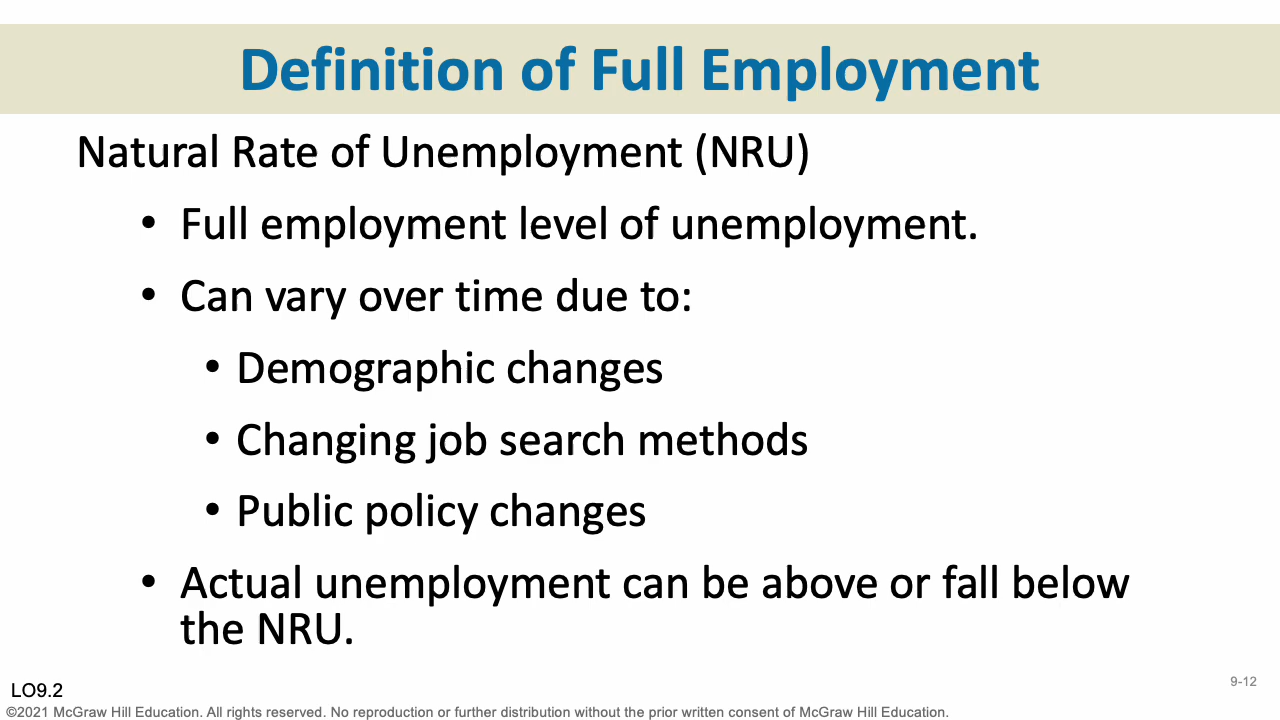 Definition of Full Employment
Natural Rate of Unemployment (NRU)
• Full employment level of unemployment.
• Can vary over time due to:
• Demographic changes
• Changing job search methods
• Public policy changes
• Actual unemployment can be above or fall below
the NRU.
LO9.2
9-12
©2021 McGraw Hill Education. All rights reserved. No reproduction or further distribution without the prior written consent of McGraw Hill Education.